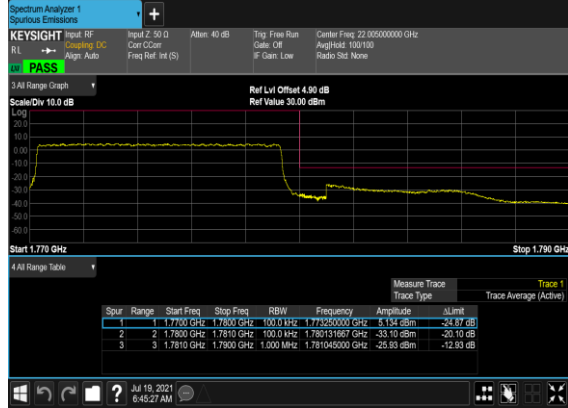 Spectrum Analyzer 1
Spurious Emissions
+
KEYSIGHT Input: RF Input Z: 50 Ω Atten: 40 dB Trig: Free Run Center Freq: 22.005000000 GHz
RL Coupling: DC Corr CCorr Gate: Off Avg|Hold: 100/100
Align: Auto Freq Ref: Int (S) IF Gain: Low Radio Std: None
PASS
3 All Range Graph
Ref Lvl Offset 4.90 dB
Scale/Div 10.0 dB Ref Value 30.00 dBm
Log
20.0
10.0
0.00
-10.0
-20.0
-30.0
-40.0
-50.0
-60.0
Start 1.770 GHz Stop 1.790 GHz
4 All Range Table
Measure Trace Trace 1
Trace Type Trace Average (Active)
Spur Range Start Freq Stop Freq RBW Frequency Amplitude ΔLimit
1 1 1.7700 GHz 1.7800 GHz 100.0 kHz 1.773250000 GHz 5.134 dBm -24.87 dB
2 2 1.7800 GHz 1.7810 GHz 100.0 kHz 1.780131667 GHz -33.10 dBm -20.10 dB
3 3 1.7810 GHz 1.7900 GHz 1.000 MHz 1.781045000 GHz -25.93 dBm -12.93 dB
? Jul 19, 2021
6:45:27 AM